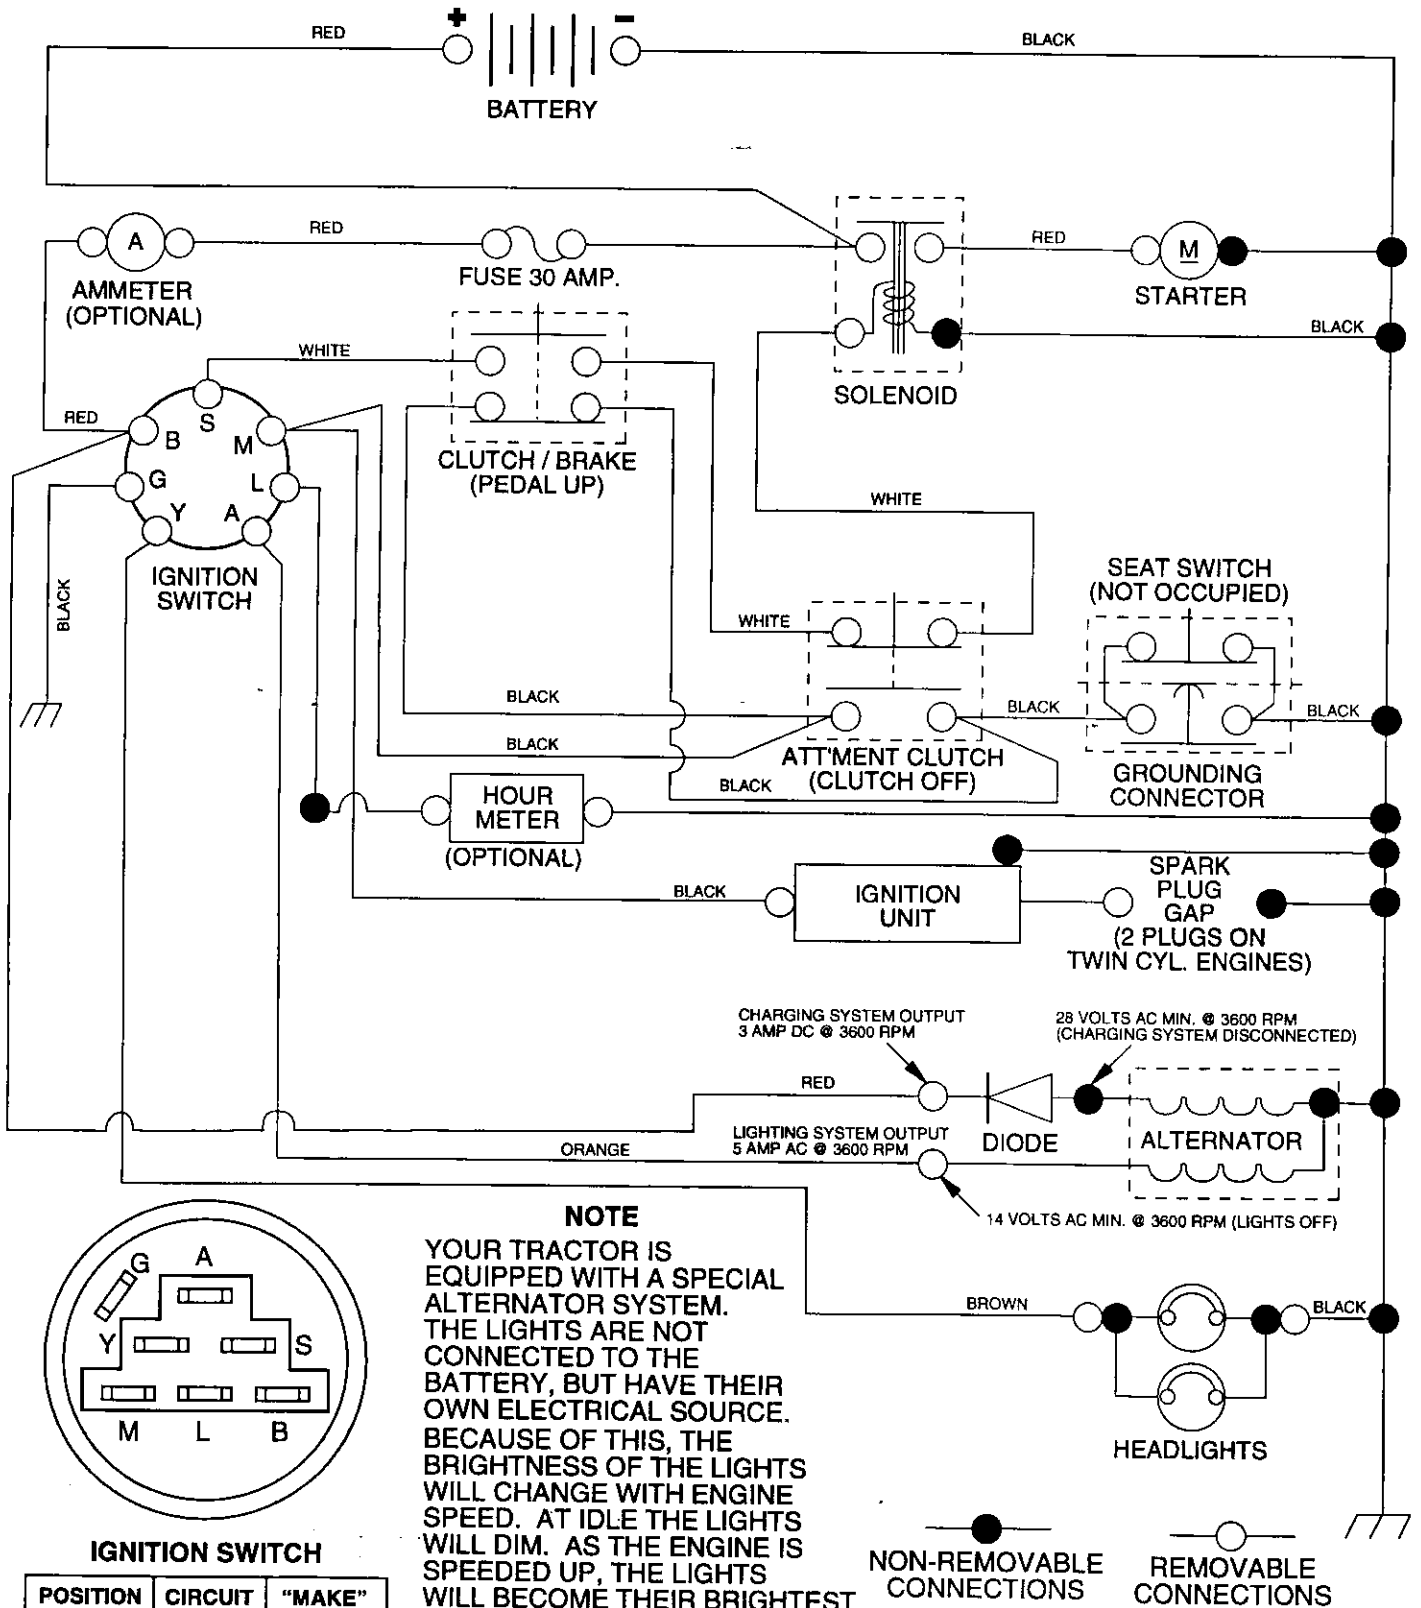 +
-
RED
BLACK
BATTERY
A
RED
RED
M
AMMETER
(OPTIONAL)
FUSE 30 AMP.
STARTER
WHITE
BLACK
SOLENOID
S
RED
B
M
CLUTCH / BRAKE
(PEDAL UP)
G
L
WHITE
Y
A
IGNITION
SWITCH
BLACK
SEAT SWITCH
(NOT OCCUPIED)
WHITE
BLACK
BLACK
BLACK
BLACK
ATT'MENT CLUTCH
(CLUTCH OFF)
BLACK
GROUNDING
CONNECTOR
HOUR
METER
(OPTIONAL)
BLACK
IGNITION
UNIT
SPARK
PLUG
GAP
(2 PLUGS ON
TWIN CYL. ENGINES)
CHARGING SYSTEM OUTPUT
3 AMP DC @ 3600 RPM
28 VOLTS AC MIN. @ 3600 RPM
(CHARGING SYSTEM DISCONNECTED)
RED
DIODE
ALTERNATOR
ORANGE
LIGHTING SYSTEM OUTPUT
5 AMP AC @ 3600 RPM
14 VOLTS AC MIN. @ 3600 RPM (LIGHTS OFF)
BROWN
BLACK
HEADLIGHTS
G
A
Y
S
M
L
B
IGNITION SWITCH
POSITION CIRCUIT "MAKE"
NOTE
YOUR TRACTOR IS
EQUIPPED WITH A SPECIAL
ALTERNATOR SYSTEM.
THE LIGHTS ARE NOT
CONNECTED TO THE
BATTERY, BUT HAVE THEIR
OWN ELECTRICAL SOURCE.
BECAUSE OF THIS, THE
BRIGHTNESS OF THE LIGHTS
WILL CHANGE WITH ENGINE
SPEED. AT IDLE THE LIGHTS
WILL DIM. AS THE ENGINE IS
SPEEDED UP, THE LIGHTS
WILL BECOME THEIR BRIGHTEST
NON-REMOVABLE
CONNECTIONS
REMOVABLE
CONNECTIONS